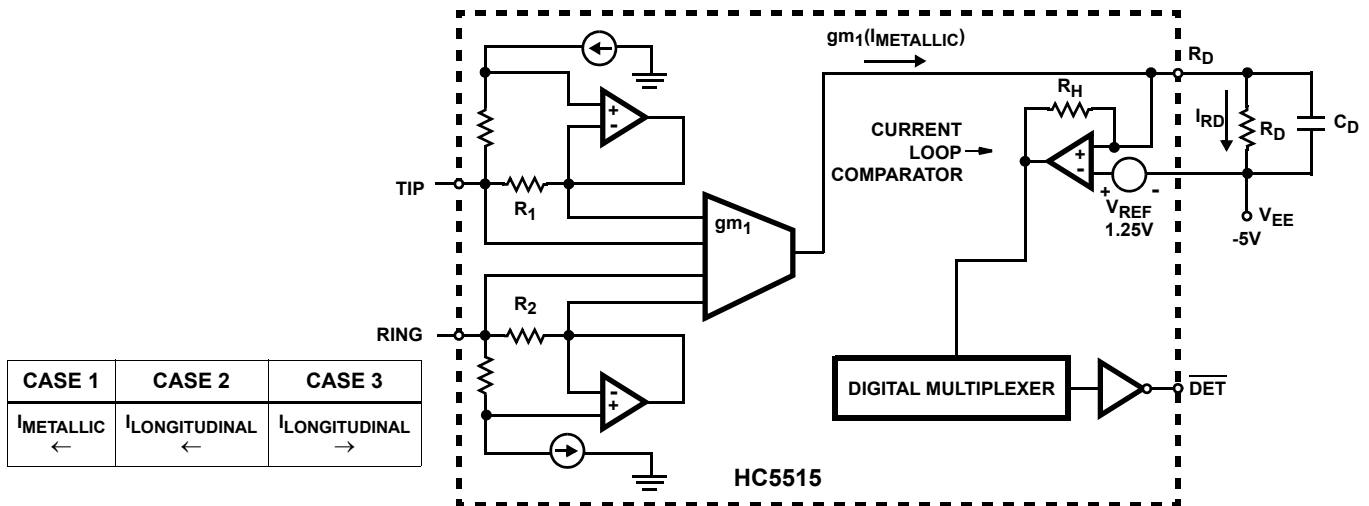 gm1(IMETALLIC)
RD
+
-
RH
IRD
RD
CD
CURRENT
LOOP →
COMPARATOR
+
-
+ -
VREF
1.25V
VEE
-5V
TIP
R1
gm1
RING
R2
-
+
CASE 1 CASE 2 CASE 3
IMETALLIC ILONGITUDINAL ILONGITUDINAL
← ← →
DIGITAL MULTIPLEXER
DET
HC5515